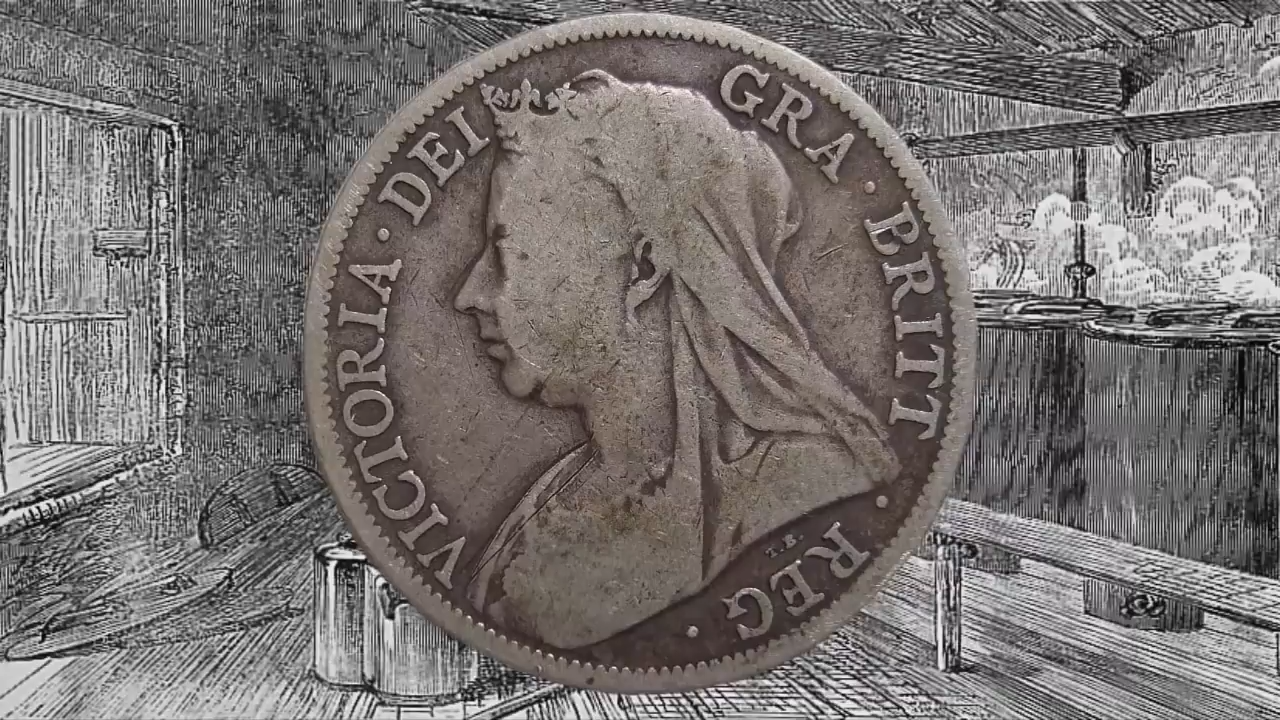 VICTORIA · DEI GRA · BRITT · REG ·
T.B.